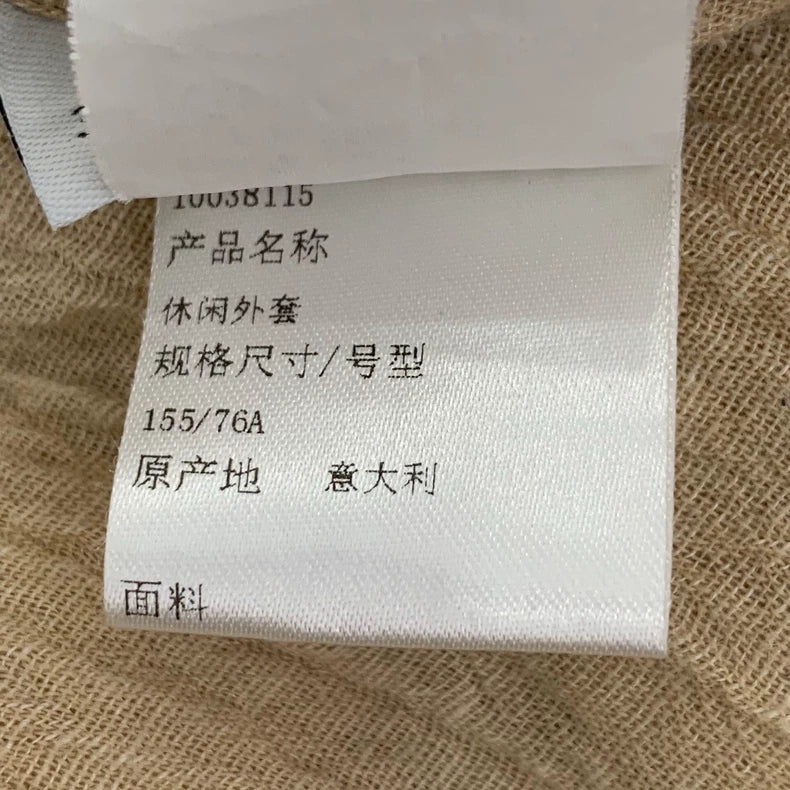 10038115
产品名称
休闲外套
规格尺寸/号型
155/76A
原产地 意大利
面料